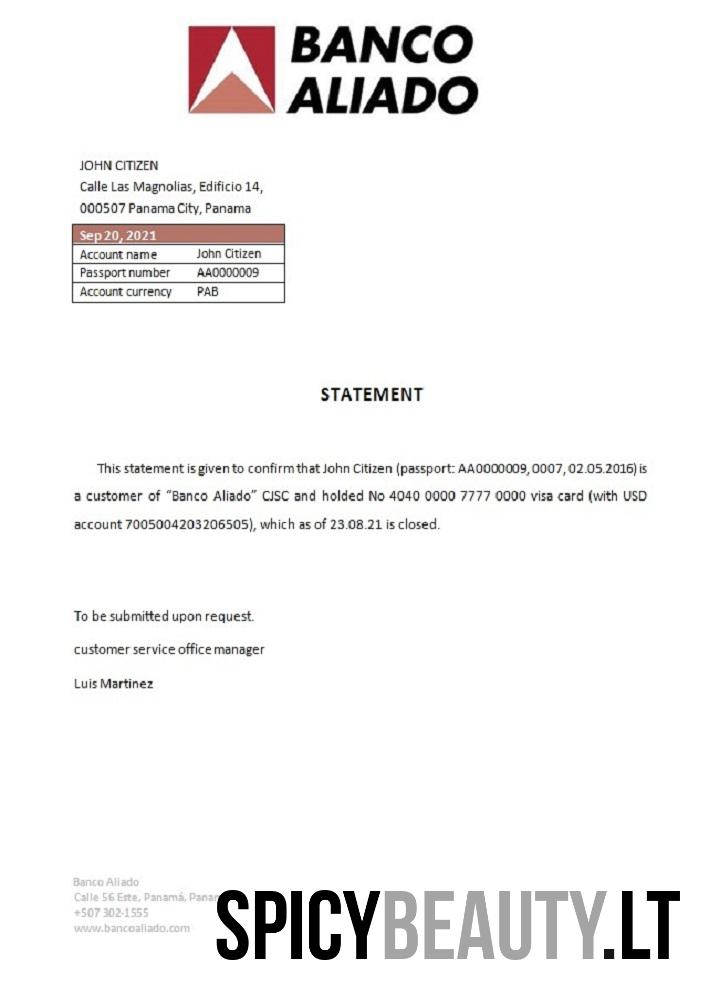 BANCO
ALIADO
JOHN CITIZEN
Calle Las Magnolias, Edificio 14,
000507 Panama City, Panama
Sep 20, 2021
Account name John Citizen
Passport number AA0000009
Account currency PAB
STATEMENT
This statement is given to confirm that John Citizen (passport: AA0000009, 0007, 02.05.2016) is
a customer of "Banco Aliado" CJSC and holded No 4040 0000 7777 0000 visa card (with USD
account 7005004203206505), which as of 23.08.21 is closed.
To be submitted upon request.
customer service office manager
Luis Martinez
Banco Aliado
Calle 56 Este, Panamá,
+507 302-1555
www.bancoaliado.com
SPICYBEAUTY.LT